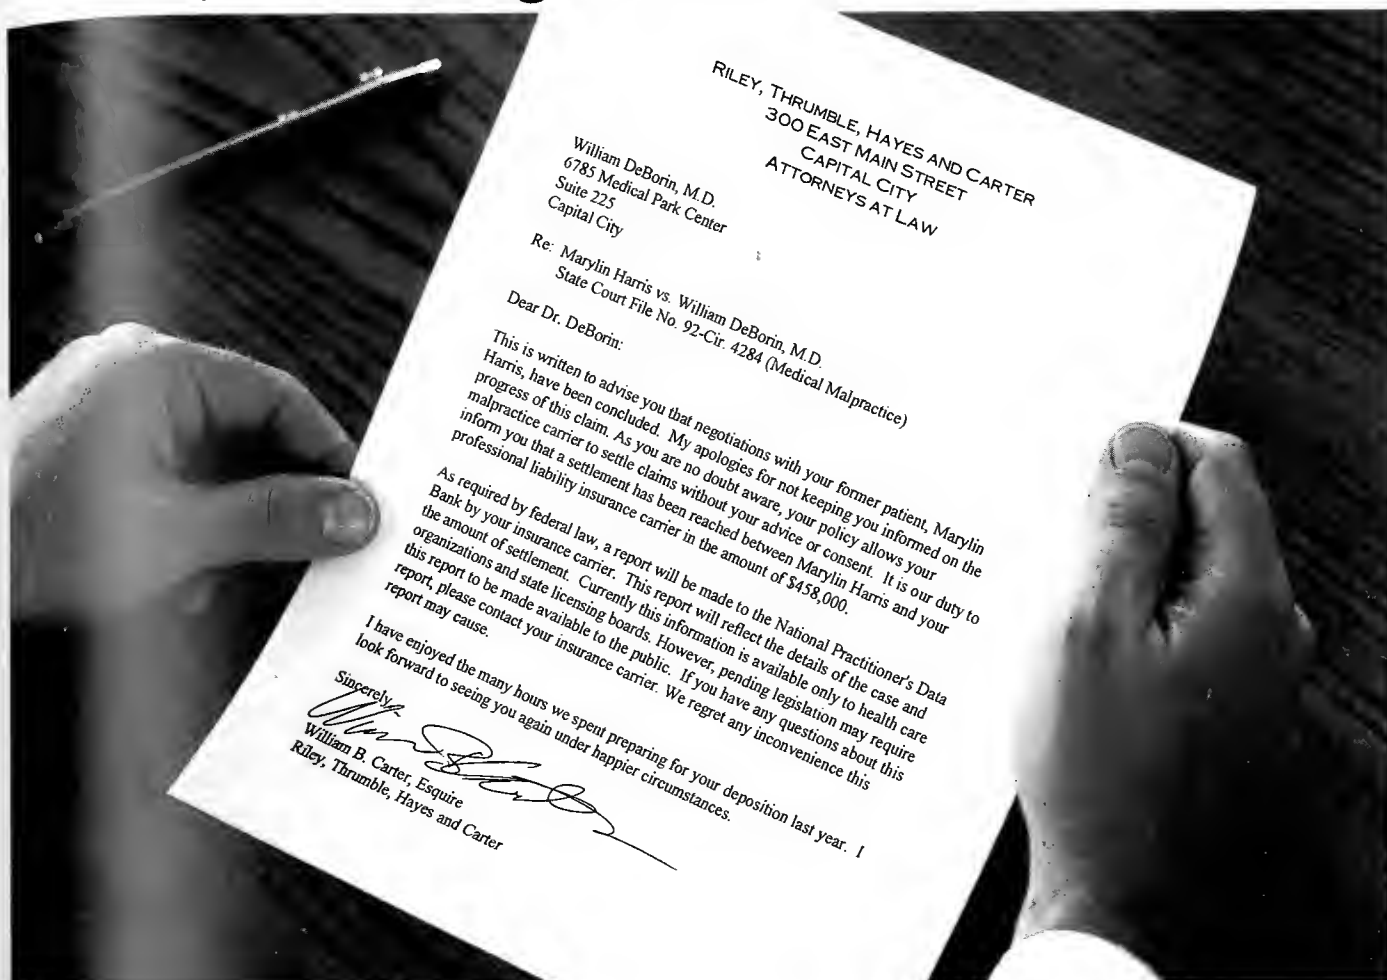 RILEY, THRUMBLE, HAYES AND CARTER
300 EAST MAIN STREET
CAPITAL CITY
ATTORNEYS AT LAW
William DeBorin, M.D.
6785 Medical Park Center
Suite 225
Capital City
Re: Marylin Harris vs. William DeBorin, M.D.
State Court File No. 92-Cir. 4284 (Medical Malpractice)
Dear Dr. DeBorin:
This is written to advise you that negotiations with your former patient, Marylin
Harris, have been concluded. My apologies for not keeping you informed on the
progress of this claim. As you are no doubt aware, your policy allows your
malpractice carrier to settle claims without your advice or consent. It is our duty to
inform you that a settlement has been reached between Marylin Harris and your
professional liability insurance carrier in the amount of $458,000.
As required by federal law, a report will be made to the National Practitioner's Data
Bank by your insurance carrier. This report will reflect the details of the case and
the amount of settlement. Currently this information is available only to health care
organizations and state licensing boards. However, pending legislation may require
this report to be made available to the public. If you have any questions about this
report, please contact your insurance carrier. We regret any inconvenience this
report may cause.
I have enjoyed the many hours we spent preparing for your deposition last year. I
look forward to seeing you again under happier circumstances.
Sincerely,
William B. Carter, Esquire
Riley, Thrumble, Hayes and Carter